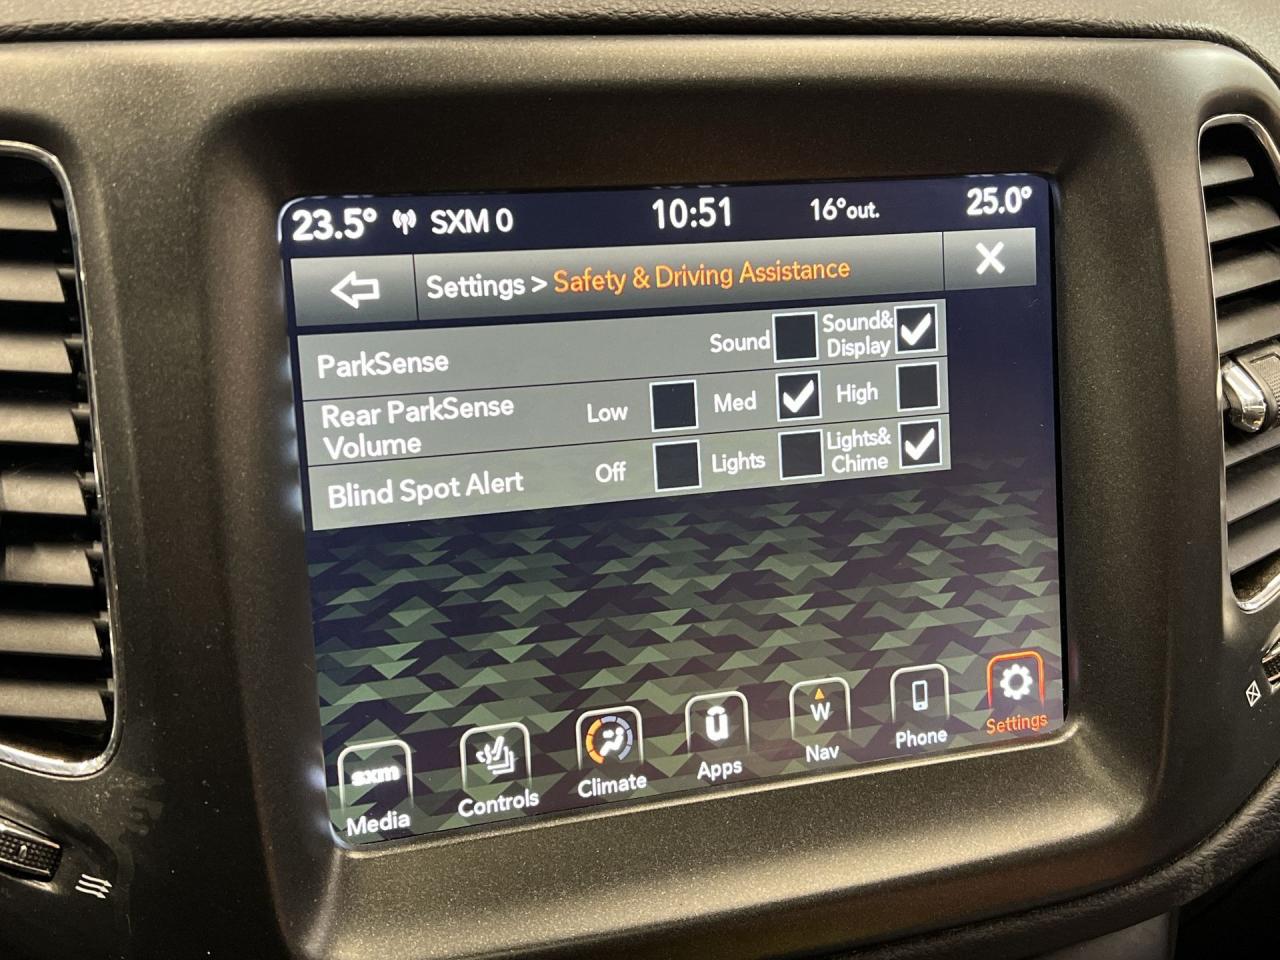 23.5° SXM 0 10:51 16°out. 25.0°
Settings > Safety & Driving Assistance
ParkSense Sound Sound& Display
Rear ParkSense Volume Low Med High
Blind Spot Alert Off Lights Lights& Chime
sxm ū W
Media Controls Climate Apps Nav Phone Settings